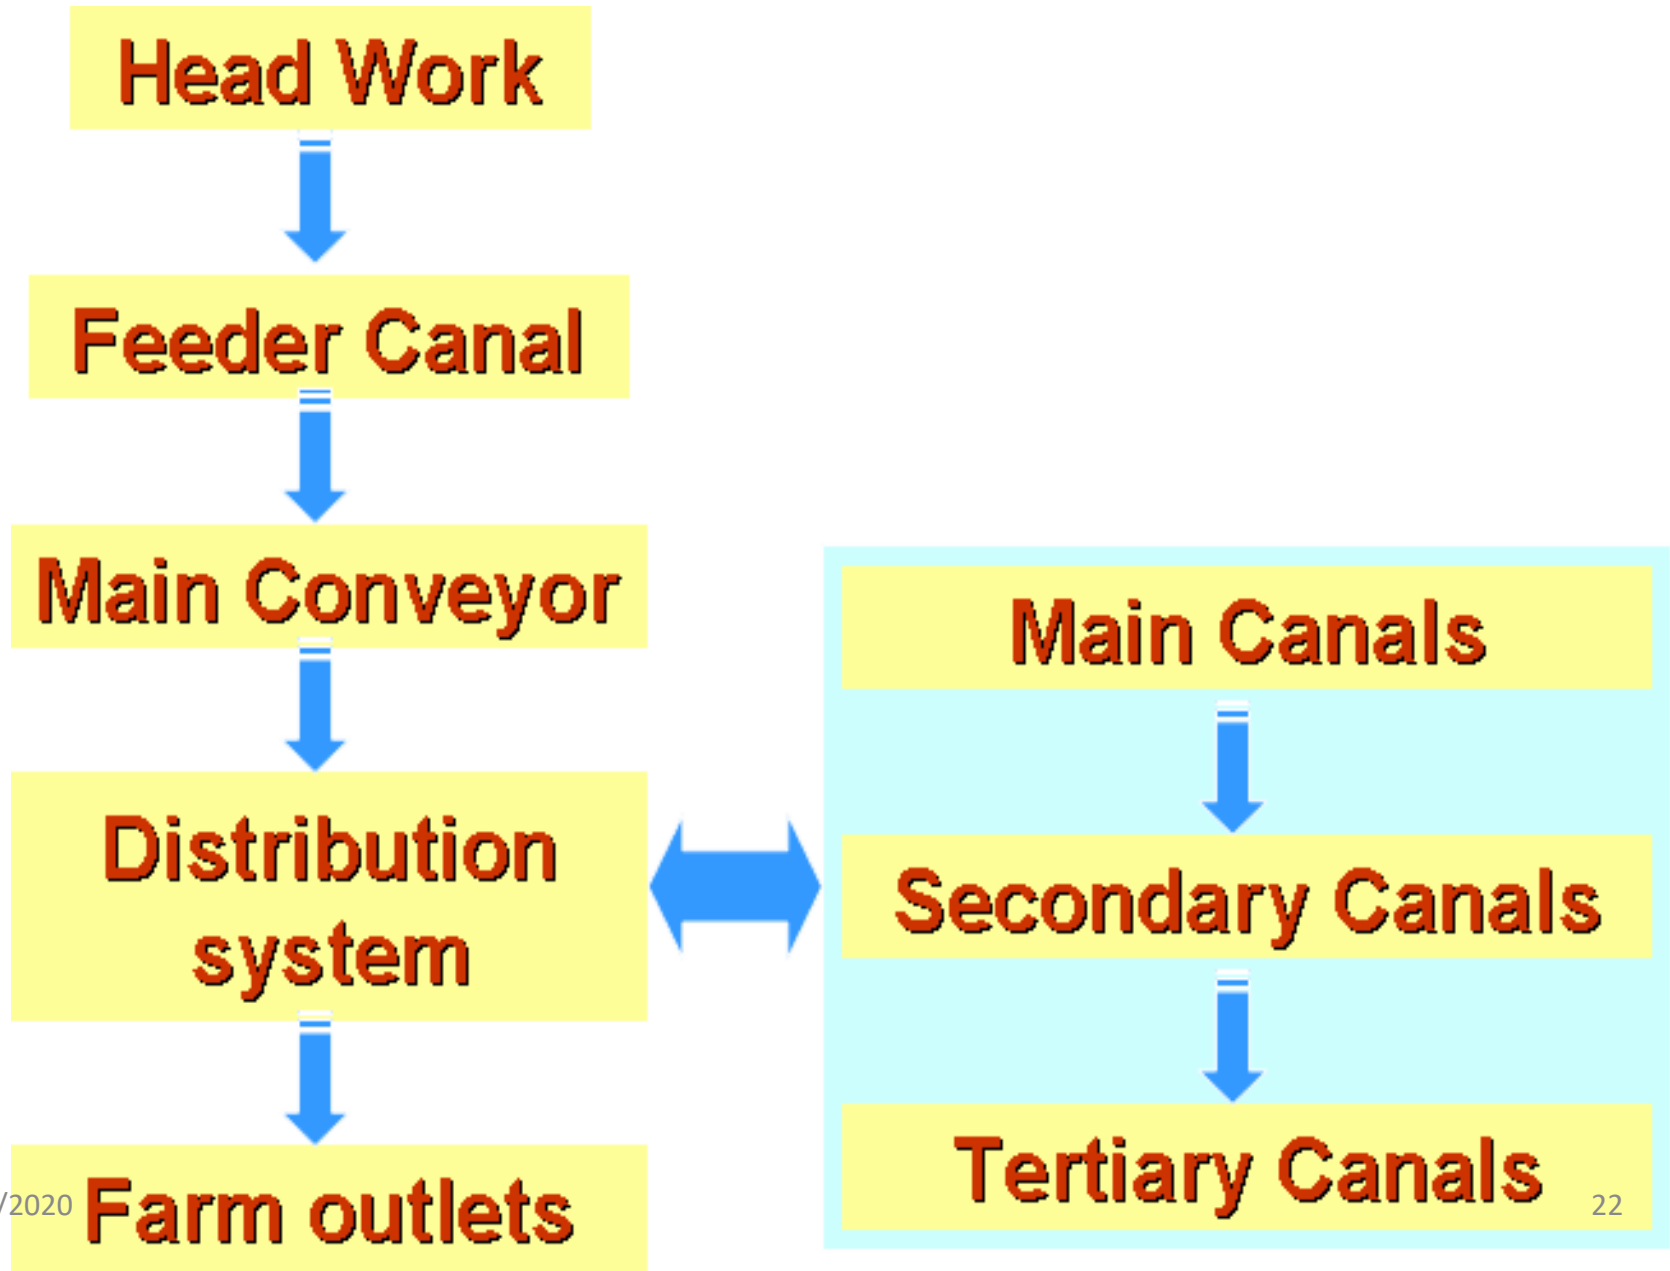 Head Work
Feeder Canal
Main Conveyor
Distribution
system
Farm outlets
Main Canals
Secondary Canals
Tertiary Canals
/2020
22